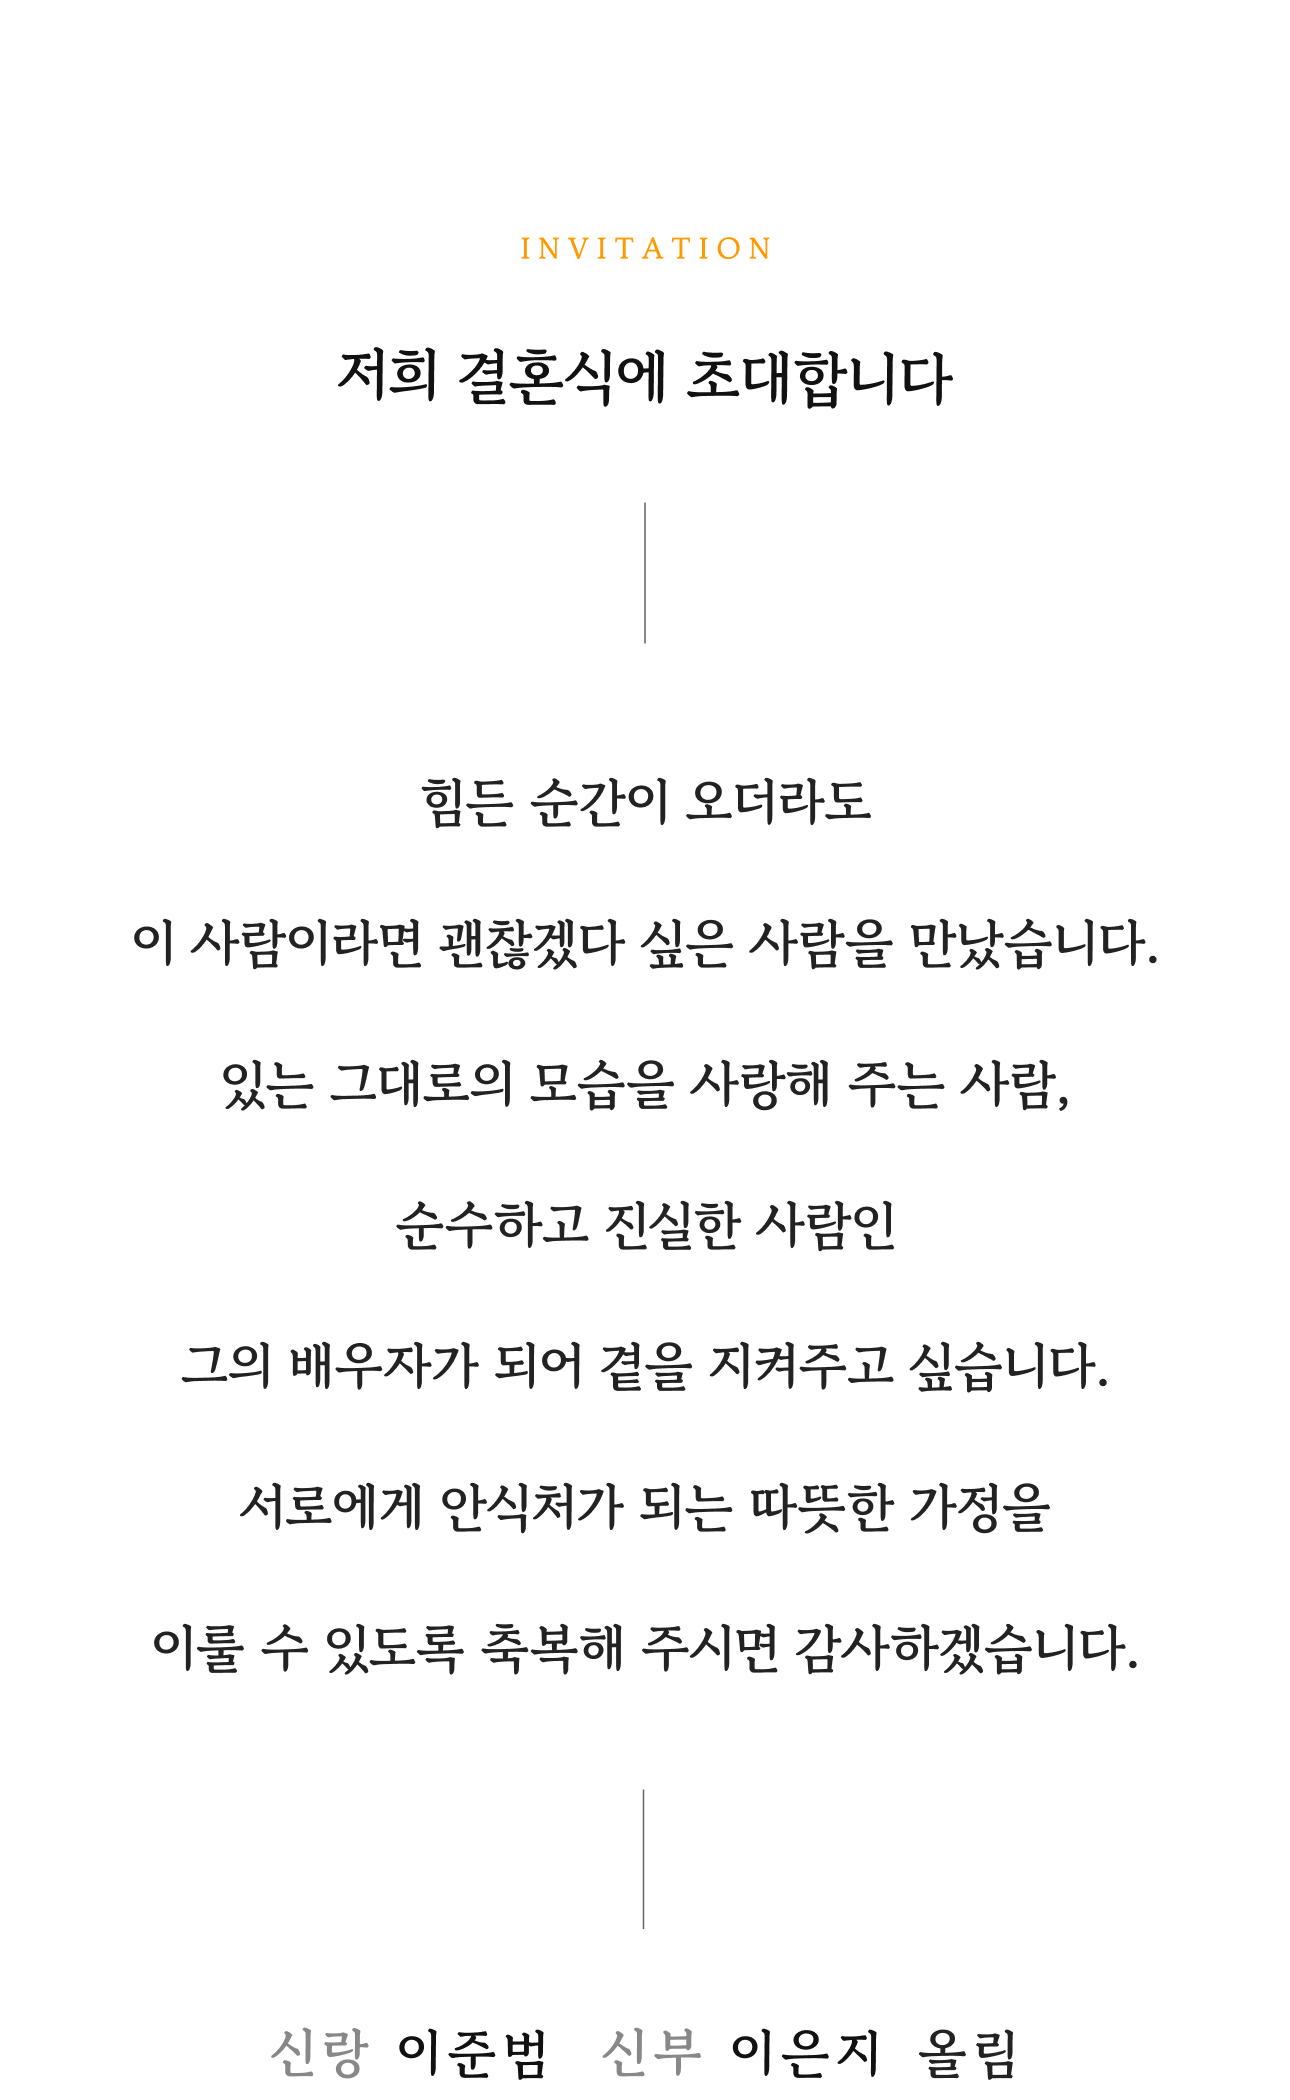 INVITATION
저희 결혼식에 초대합니다
힘든 순간이 오더라도
이 사람이라면 괜찮겠다 싶은 사람을 만났습니다.
있는 그대로의 모습을 사랑해 주는 사람,
순수하고 진실한 사람인
그의 배우자가 되어 곁을 지켜주고 싶습니다.
서로에게 안식처가 되는 따뜻한 가정을
이룰 수 있도록 축복해 주시면 감사하겠습니다.
신랑 이준범 신부 이은지 올림